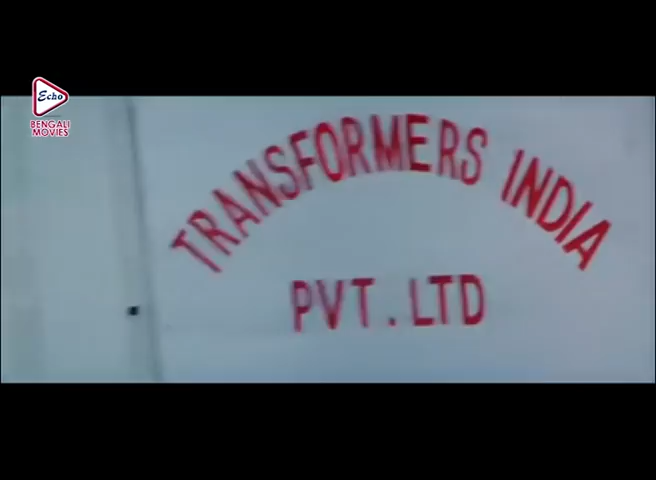 Echo
BENGALI
MOVIES
TRANSFORMERS INDIA
PVT. LTD